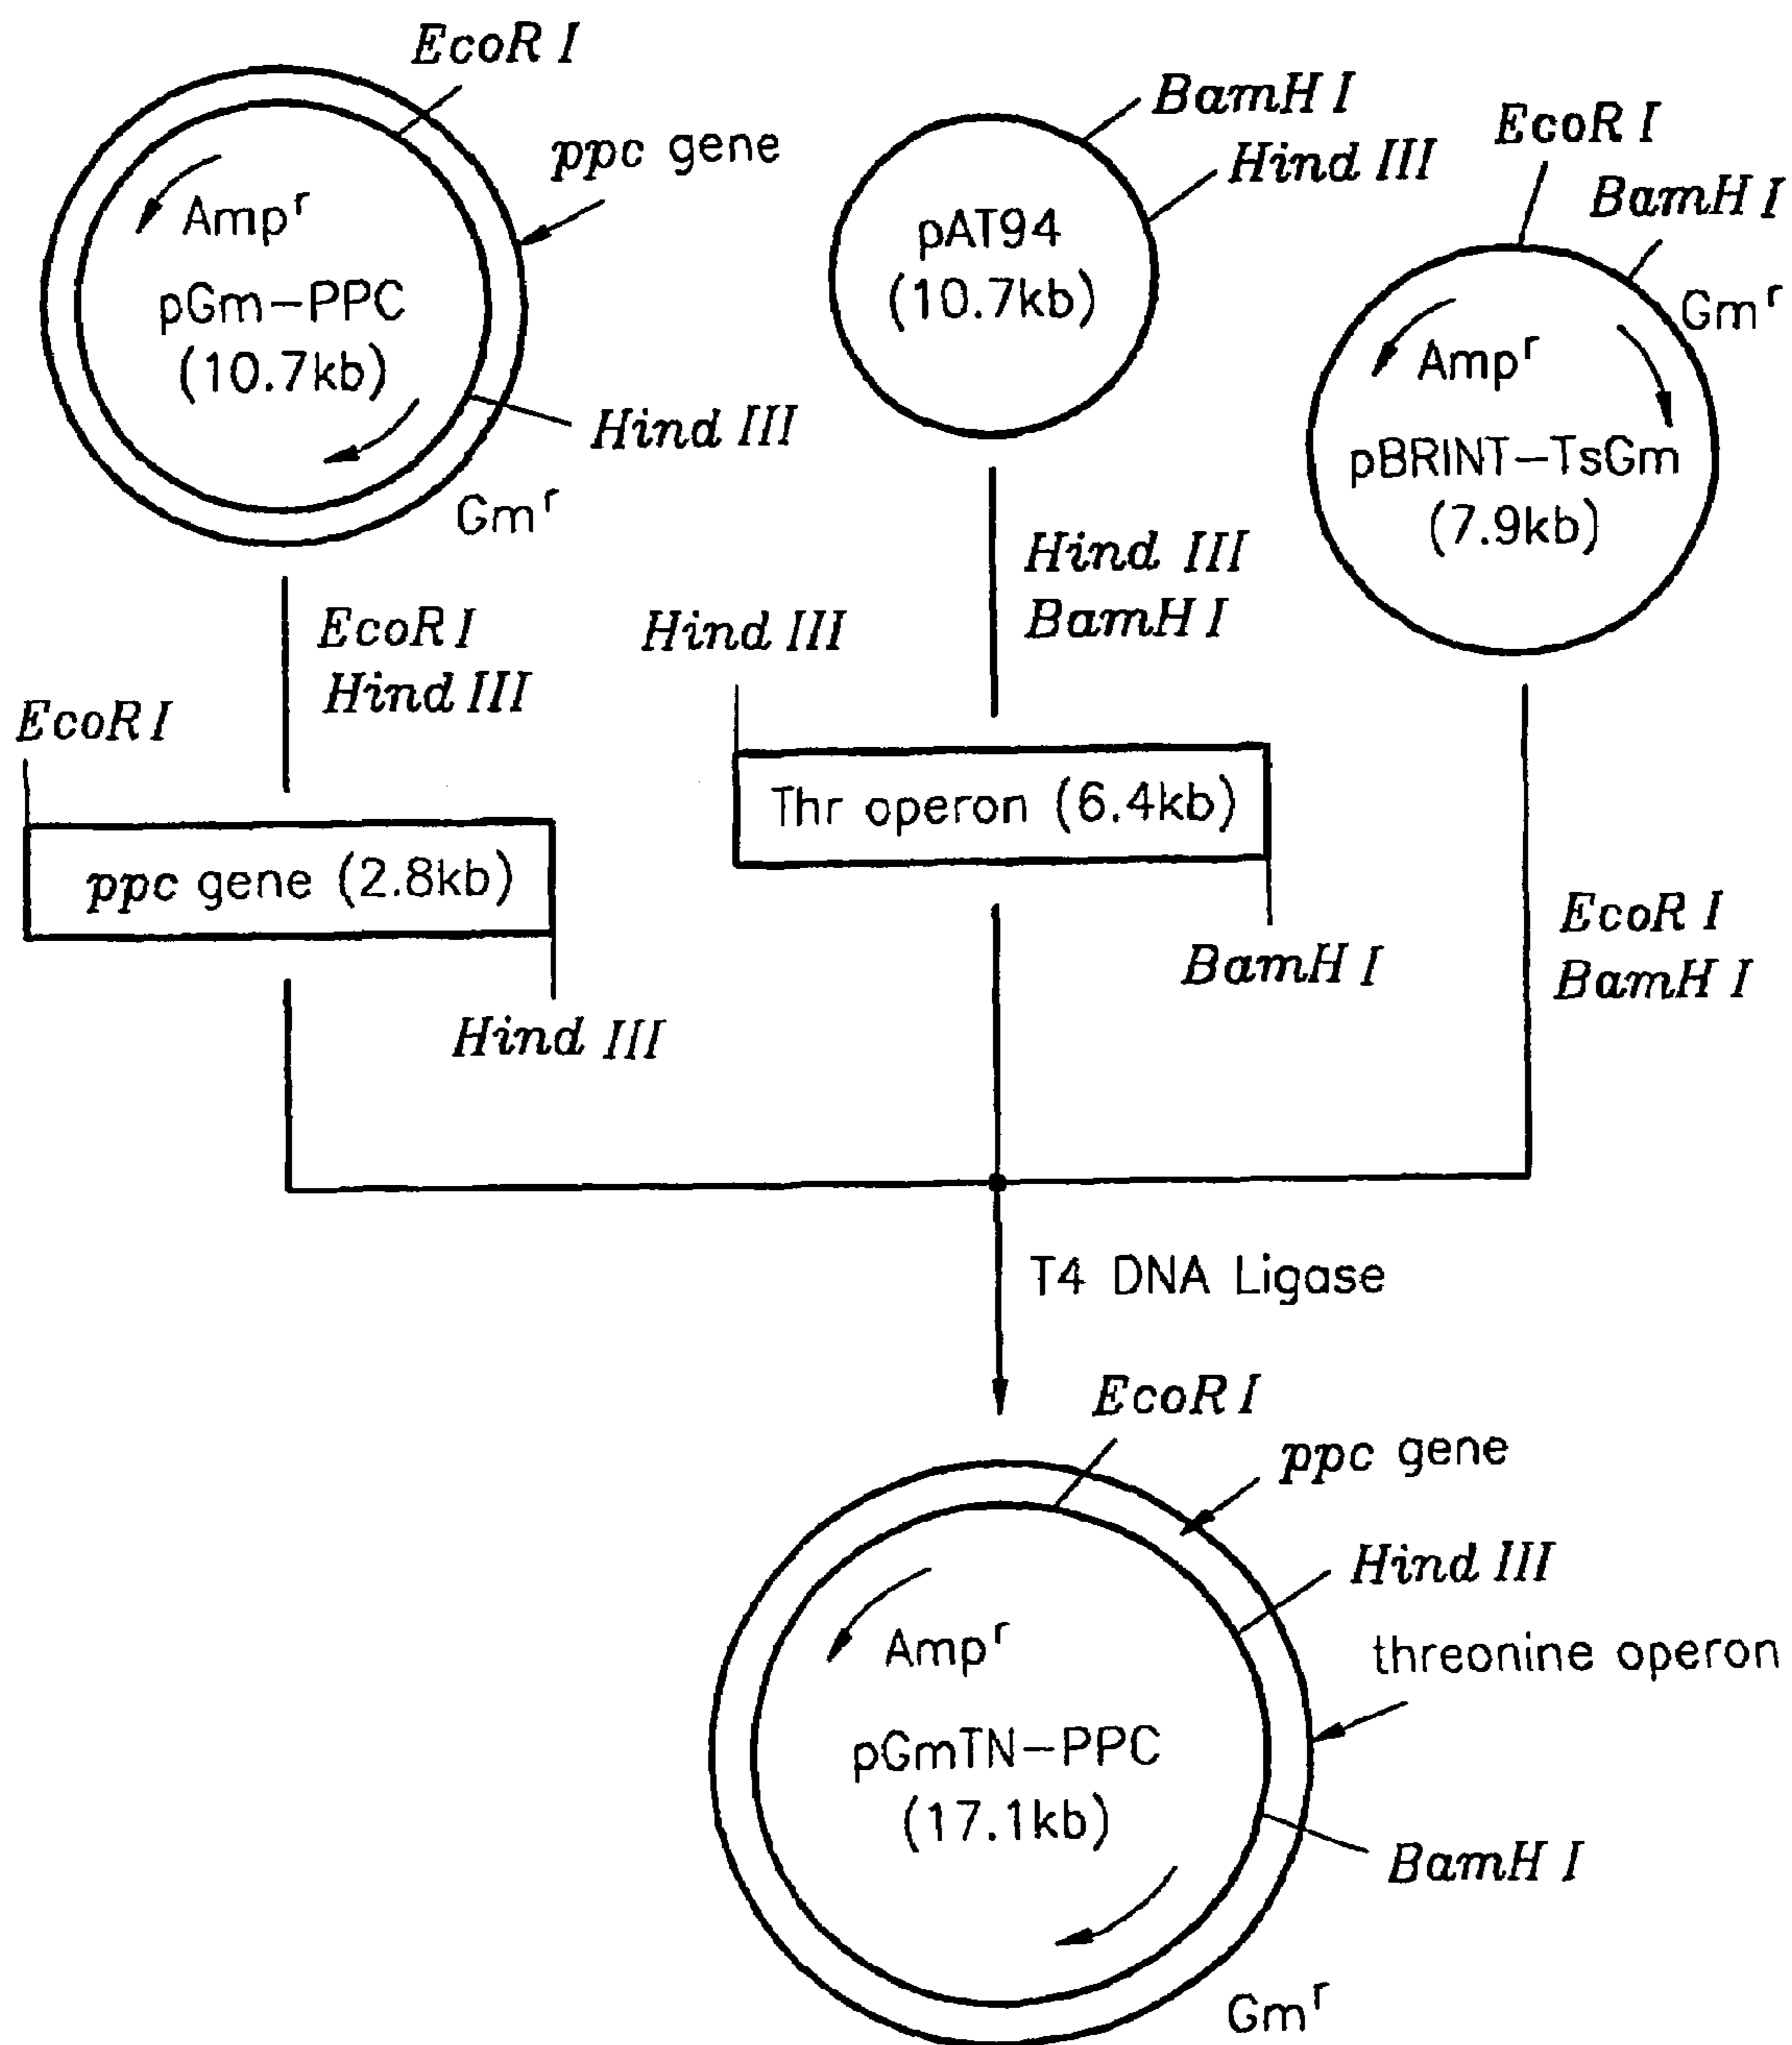 EcoR I
ppc gene
Amp^r
pGm-PPC
(10.7kb)
Hind III
Gm^r
BamH I
Hind III
pAT94
(10.7kb)
EcoR I
BamH I
Gm^r
Amp^r
pBRINT-TsGm
(7.9kb)
EcoR I
Hind III
Hind III
BamH I
EcoR I
BamH I
EcoR I
ppc gene (2.8kb)
Hind III
Hind III
Thr operon (6.4kb)
BamH I
T4 DNA Ligase
EcoR I
ppc gene
Hind III
threonine operon
Amp^r
pGmTN-PPC
(17.1kb)
BamH I
Gm^r